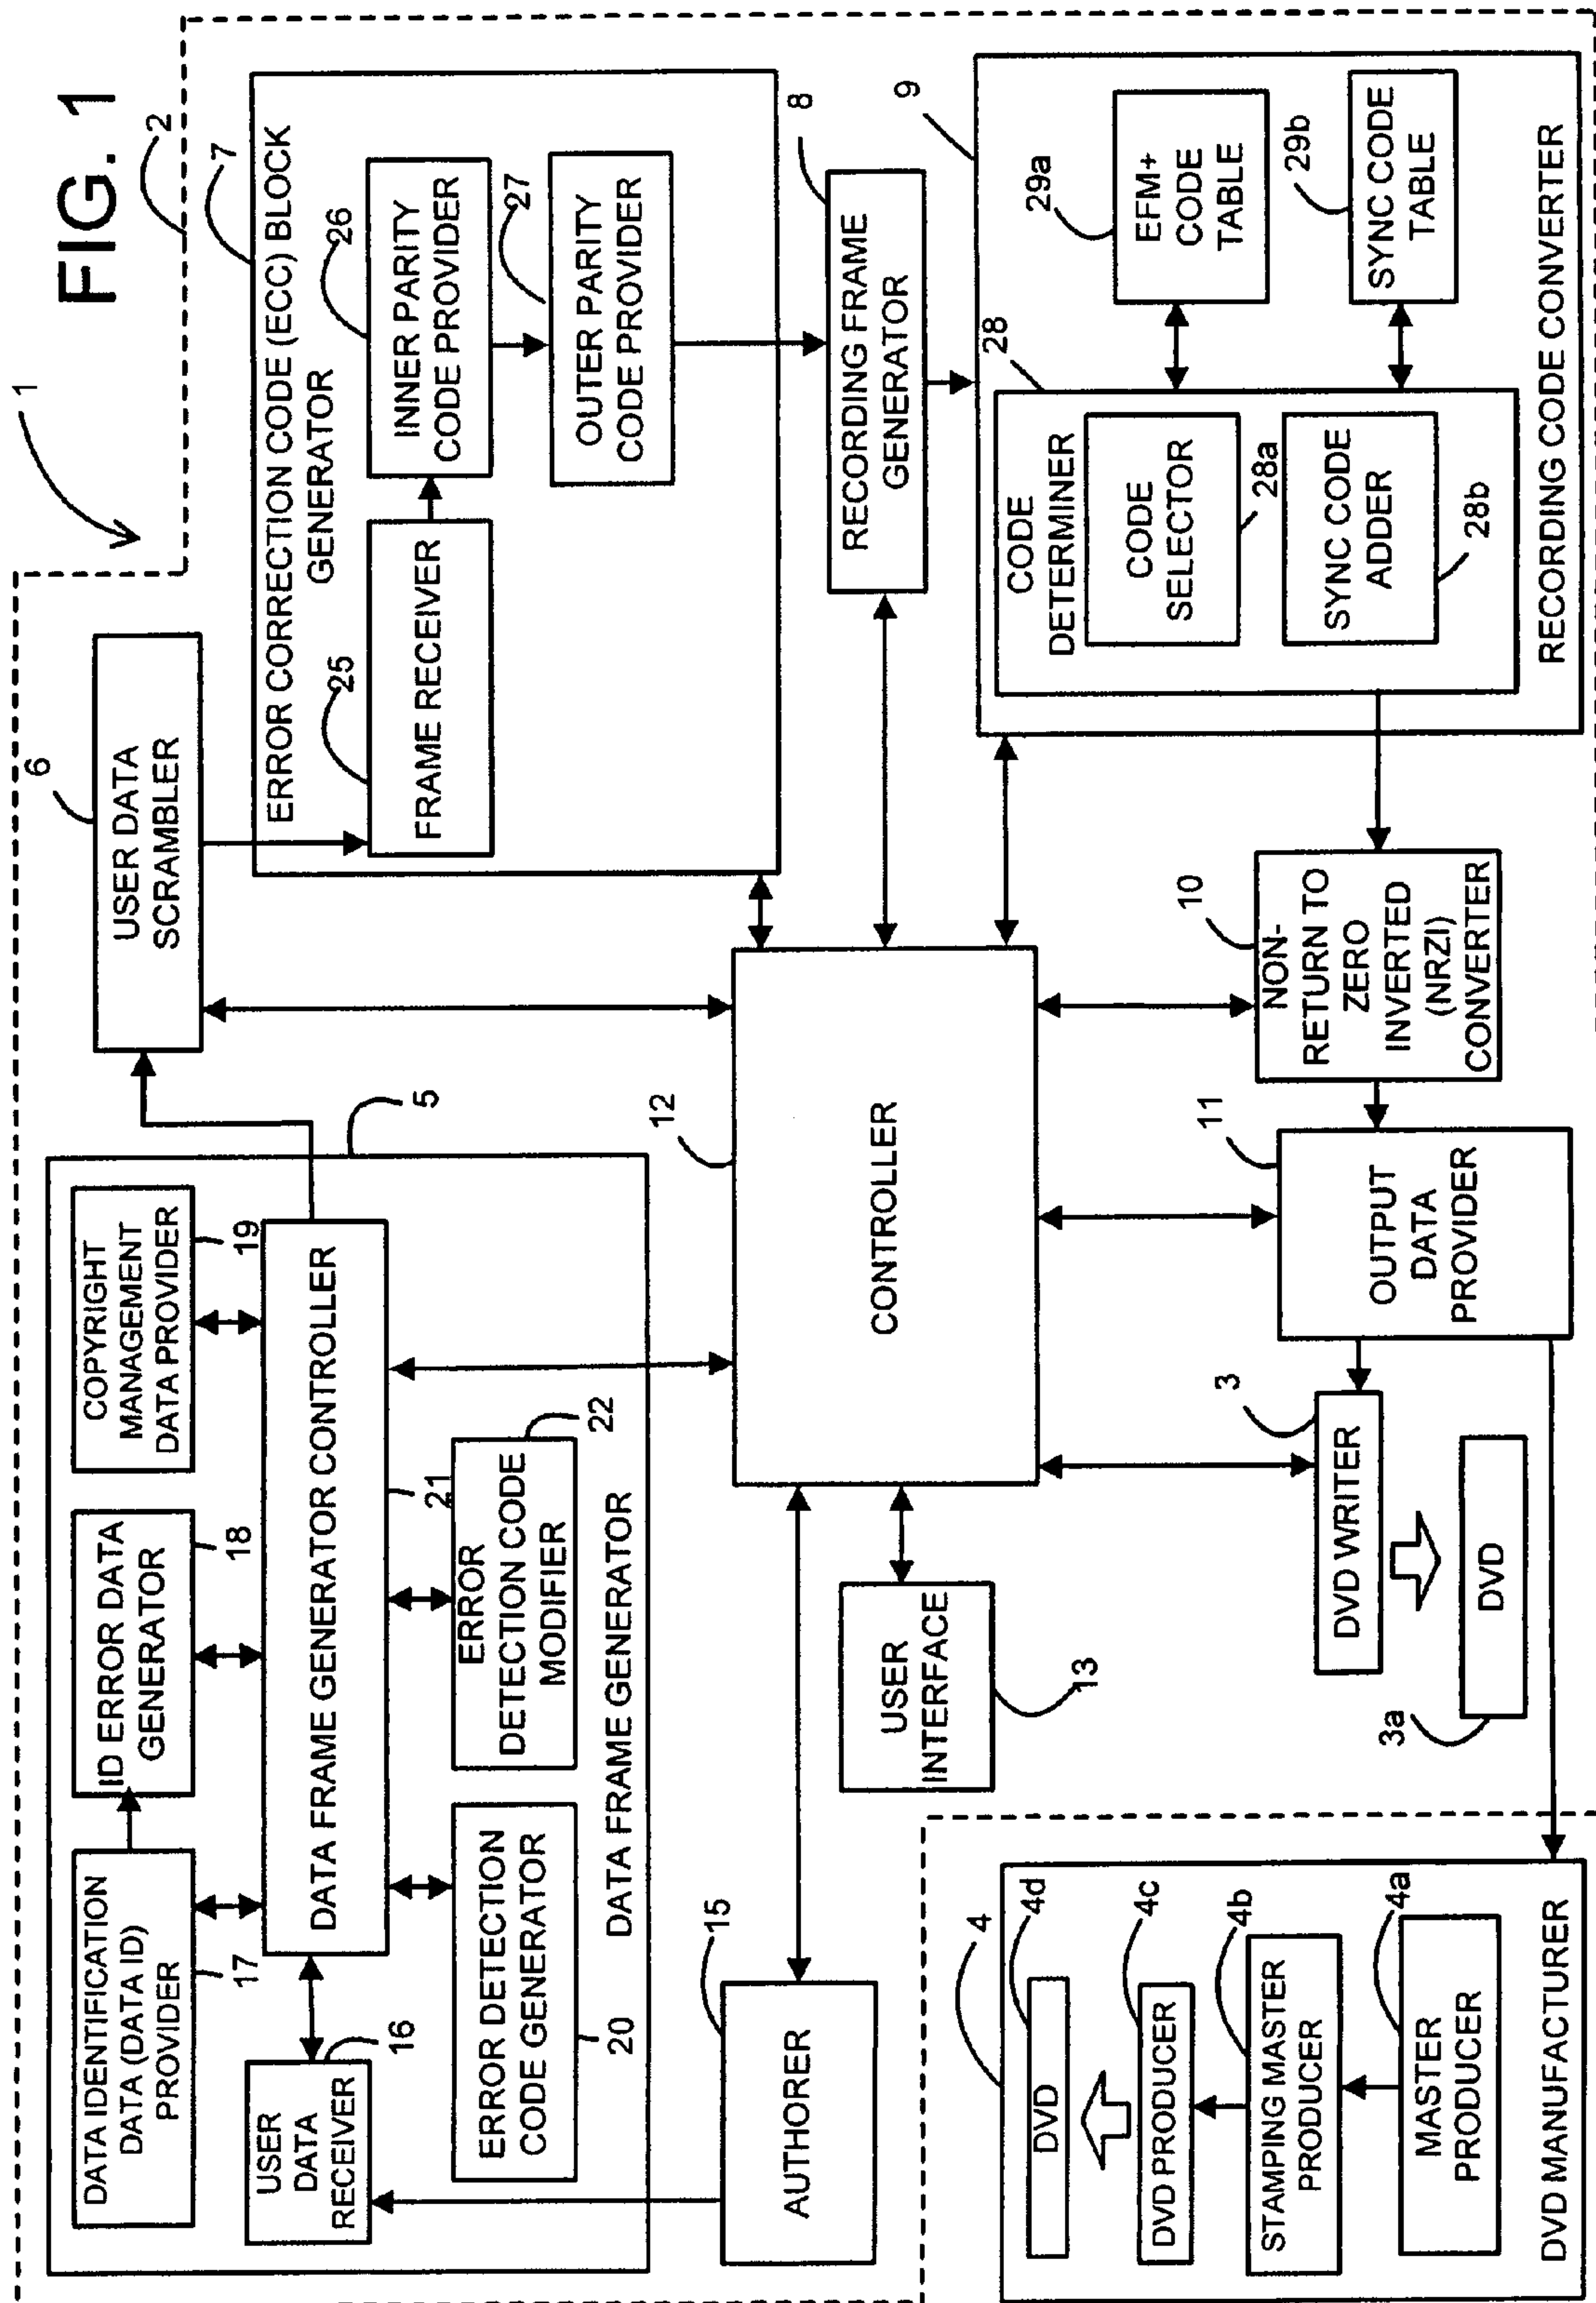 FIG. 1
1
2
DATA IDENTIFICATION
DATA (DATA ID)
PROVIDER
17
ID ERROR DATA
GENERATOR
18
COPYRIGHT
MANAGEMENT
DATA PROVIDER
19
USER
DATA
RECEIVER
16
DATA FRAME GENERATOR CONTROLLER
21
ERROR DETECTION
CODE GENERATOR
20
ERROR
DETECTION CODE
MODIFIER
22
DATA FRAME GENERATOR
5
USER DATA
SCRAMBLER
6
ERROR CORRECTION CODE (ECC) BLOCK
GENERATOR
7
FRAME RECEIVER
25
INNER PARITY
CODE PROVIDER
26
OUTER PARITY
CODE PROVIDER
27
AUTHORER
15
USER
INTERFACE
13
CONTROLLER
12
RECORDING FRAME
GENERATOR
8
9
CODE
DETERMINER
28
CODE
SELECTOR
28a
SYNC CODE
ADDER
28b
EFM+
CODE
TABLE
29a
SYNC CODE
TABLE
29b
RECORDING CODE CONVERTER
NON-
RETURN TO
ZERO
INVERTED
(NRZI)
CONVERTER
10
OUTPUT
DATA
PROVIDER
11
DVD WRITER
3
DVD
3a
4
DVD
4d
DVD PRODUCER
4c
STAMPING MASTER
PRODUCER
4b
MASTER
PRODUCER
4a
DVD MANUFACTURER